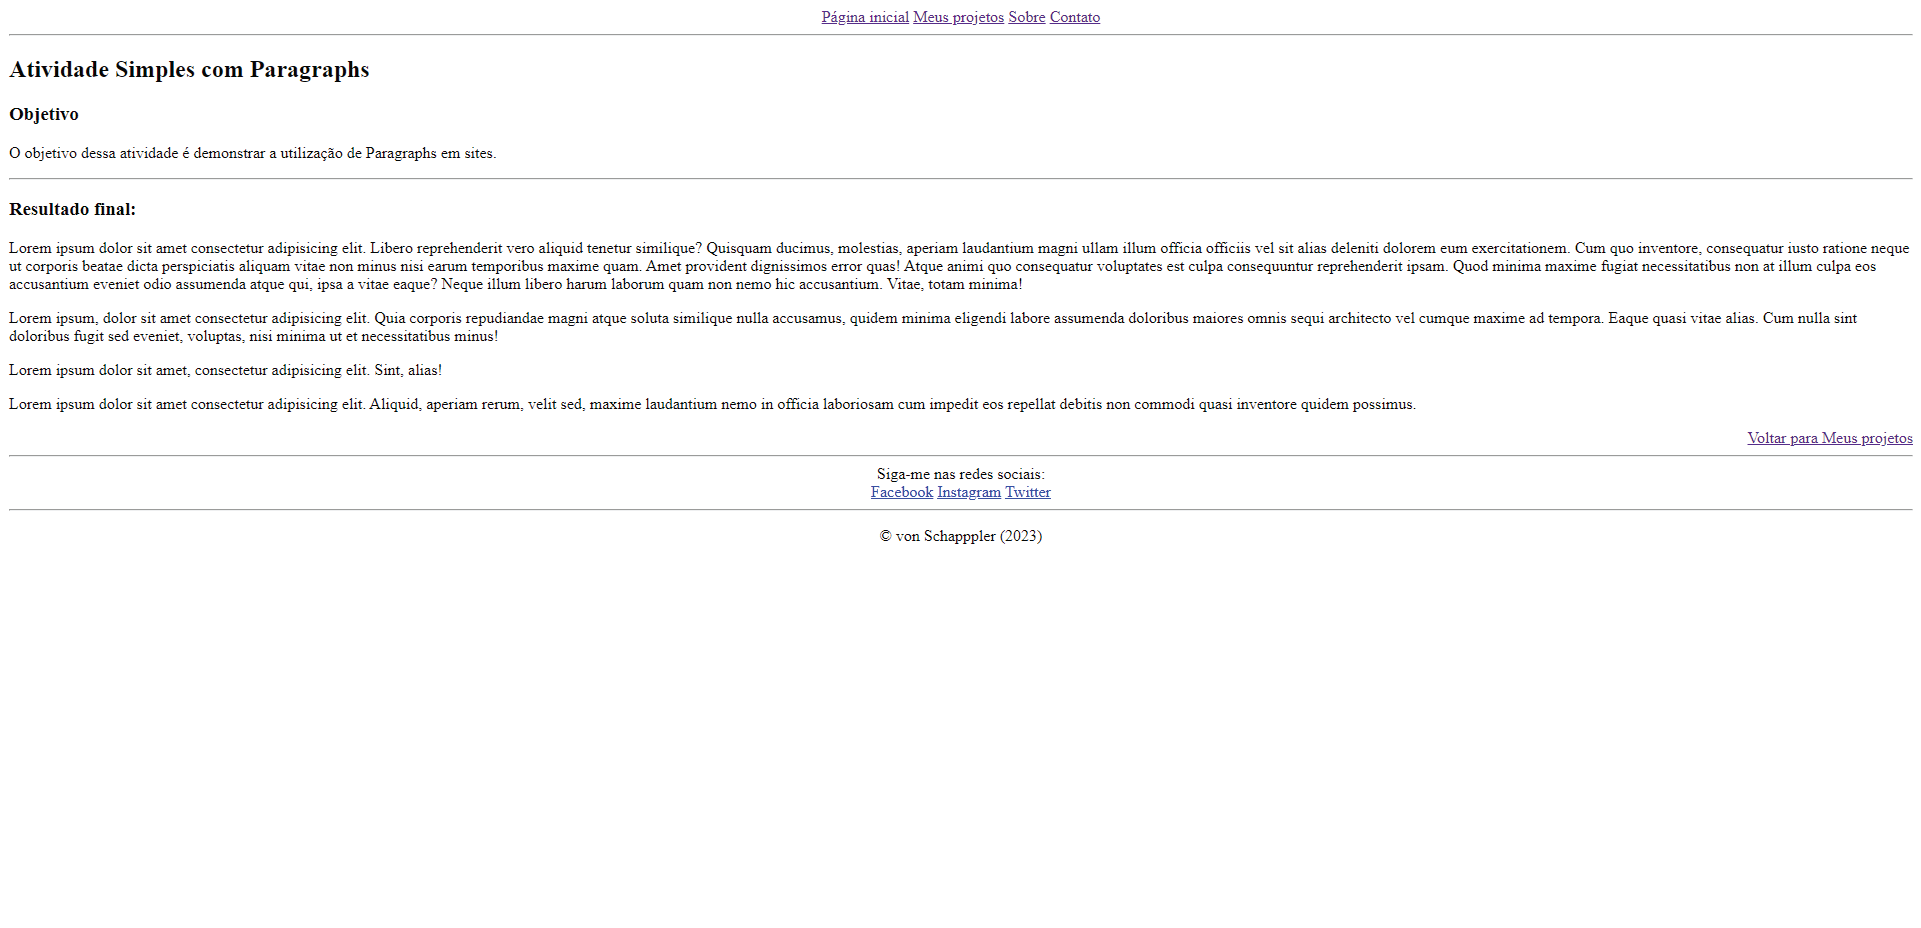 Página inicial Meus projetos Sobre Contato
Atividade Simples com Paragraphs
Objetivo
O objetivo dessa atividade é demonstrar a utilização de Paragraphs em sites.
Resultado final:
Lorem ipsum dolor sit amet consectetur adipisicing elit. Libero reprehenderit vero aliquid tenetur similique? Quisquam ducimus, molestias, aperiam laudantium magni ullam illum officia officiis vel sit alias deleniti dolorem eum exercitationem. Cum quo inventore, consequatur iusto ratione neque
ut corporis beatae dicta perspiciatis aliquam vitae non minus nisi earum temporibus maxime quam. Amet provident dignissimos error quas! Atque animi quo consequatur voluptates est culpa consequuntur reprehenderit ipsam. Quod minima maxime fugiat necessitatibus non at illum culpa eos
accusantium eveniet odio assumenda atque qui, ipsa a vitae eaque? Neque illum libero harum laborum quam non nemo hic accusantium. Vitae, totam minima!
Lorem ipsum, dolor sit amet consectetur adipisicing elit. Quia corporis repudiandae magni atque soluta similique nulla accusamus, quidem minima eligendi labore assumenda doloribus maiores omnis sequi architecto vel cumque maxime ad tempora. Eaque quasi vitae alias. Cum nulla sint
doloribus fugit sed eveniet, voluptas, nisi minima ut et necessitatibus minus!
Lorem ipsum dolor sit amet, consectetur adipisicing elit. Sint, alias!
Lorem ipsum dolor sit amet consectetur adipisicing elit. Aliquid, aperiam rerum, velit sed, maxime laudantium nemo in officia laboriosam cum impedit eos repellat debitis non commodi quasi inventore quidem possimus.
Voltar para Meus projetos
Siga-me nas redes sociais:
Facebook Instagram Twitter
© von Schapppler (2023)